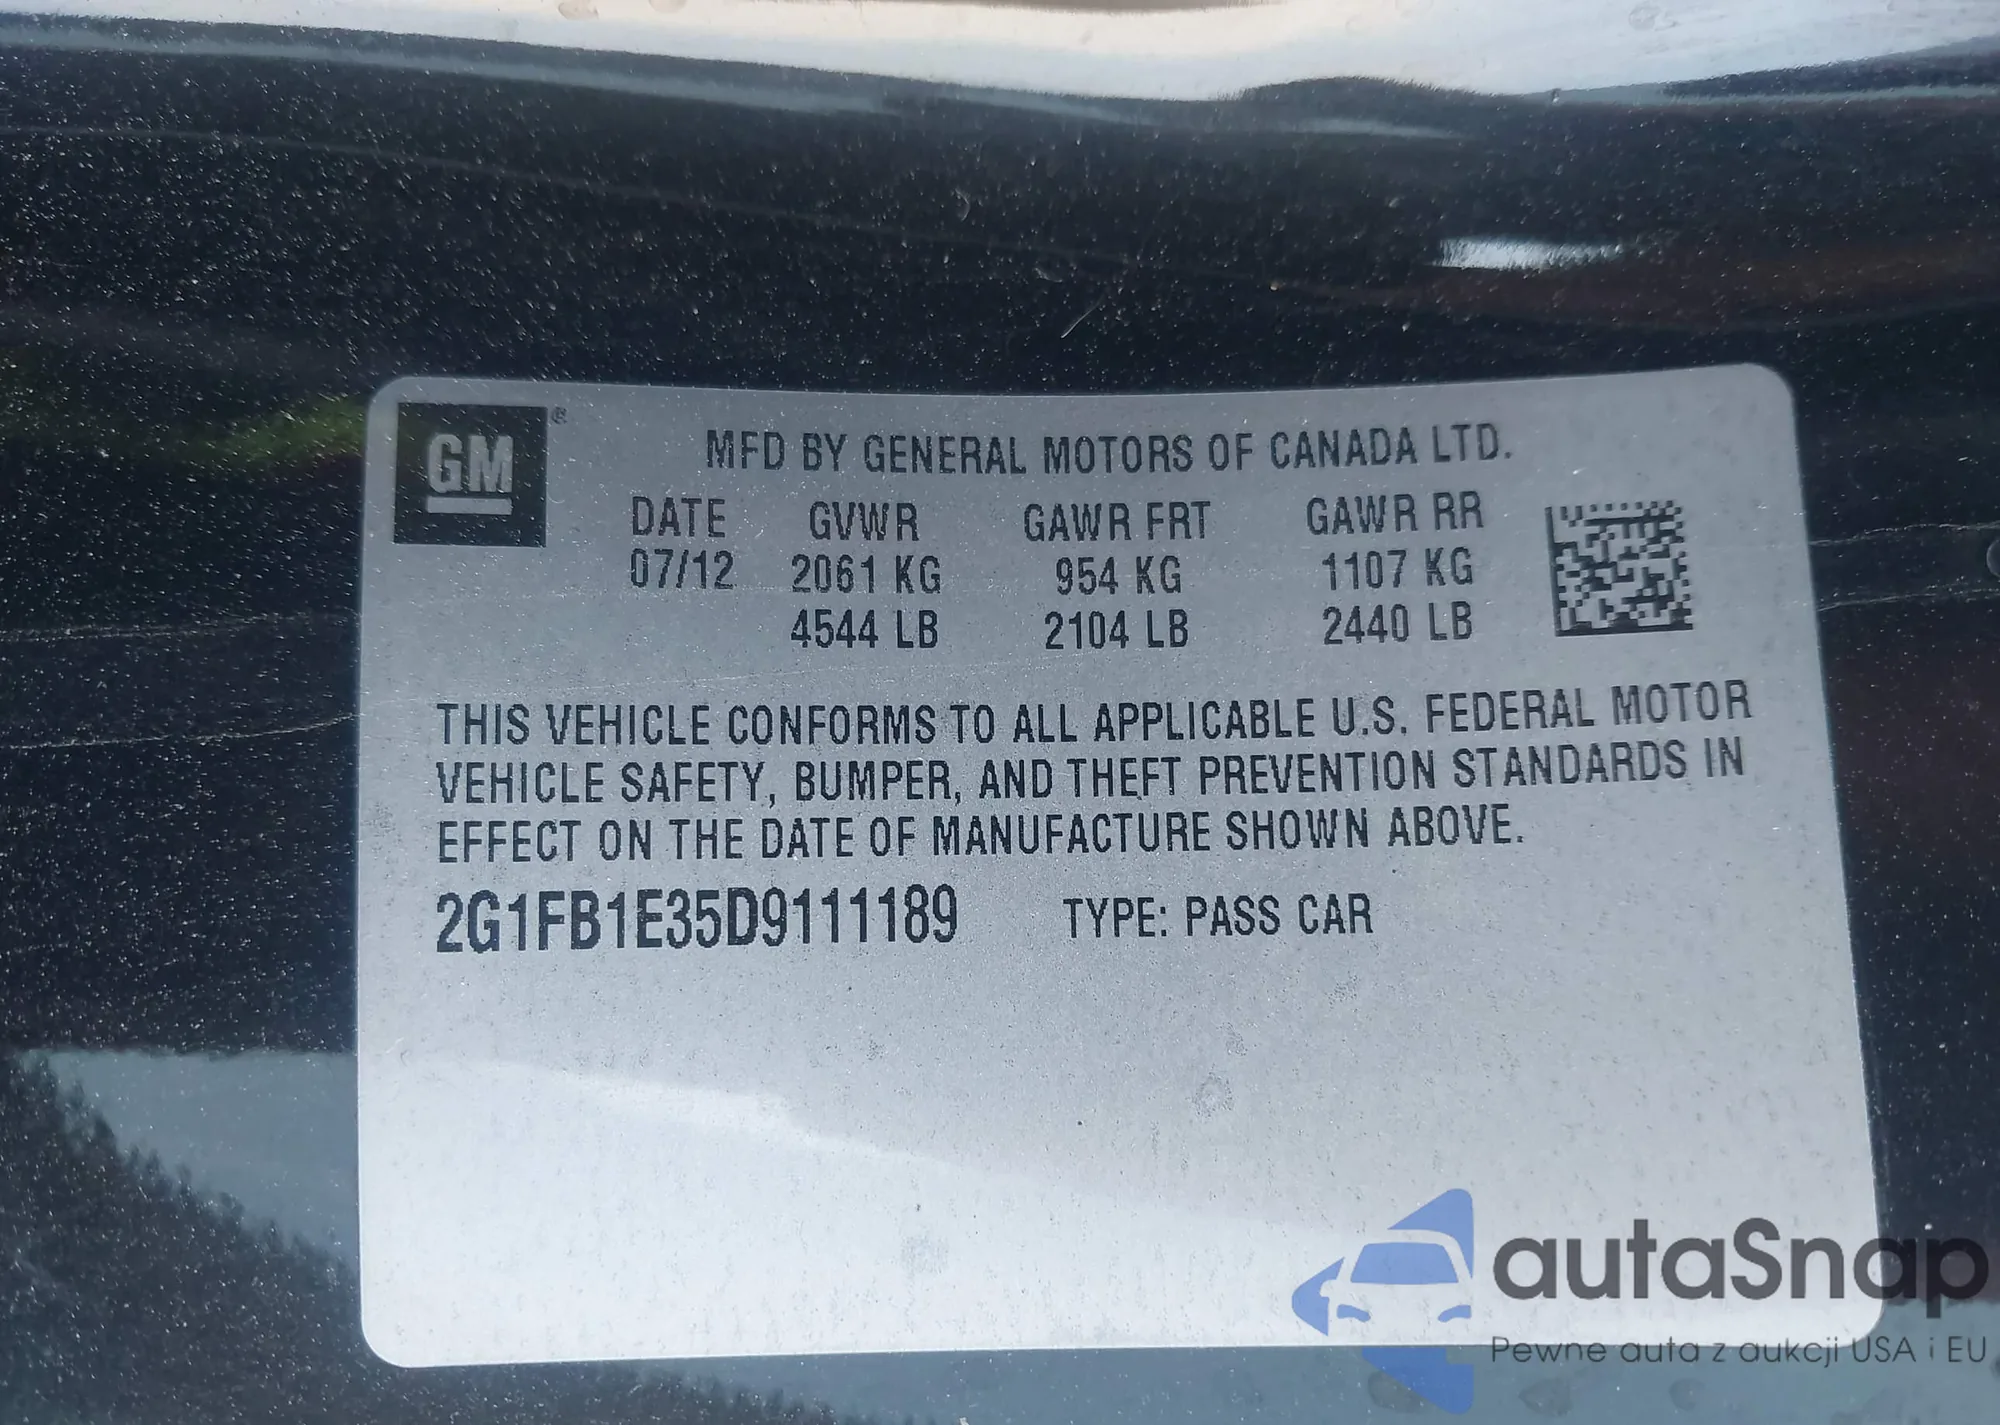 GM ®
MFD BY GENERAL MOTORS OF CANADA LTD.
DATE GVWR GAWR FRT GAWR RR
07/12 2061 KG 954 KG 1107 KG
4544 LB 2104 LB 2440 LB
THIS VEHICLE CONFORMS TO ALL APPLICABLE U.S. FEDERAL MOTOR
VEHICLE SAFETY, BUMPER, AND THEFT PREVENTION STANDARDS IN
EFFECT ON THE DATE OF MANUFACTURE SHOWN ABOVE.
2G1FB1E35D9111189 TYPE: PASS CAR
autaSnap
Pewne auta z aukcji USA i EU